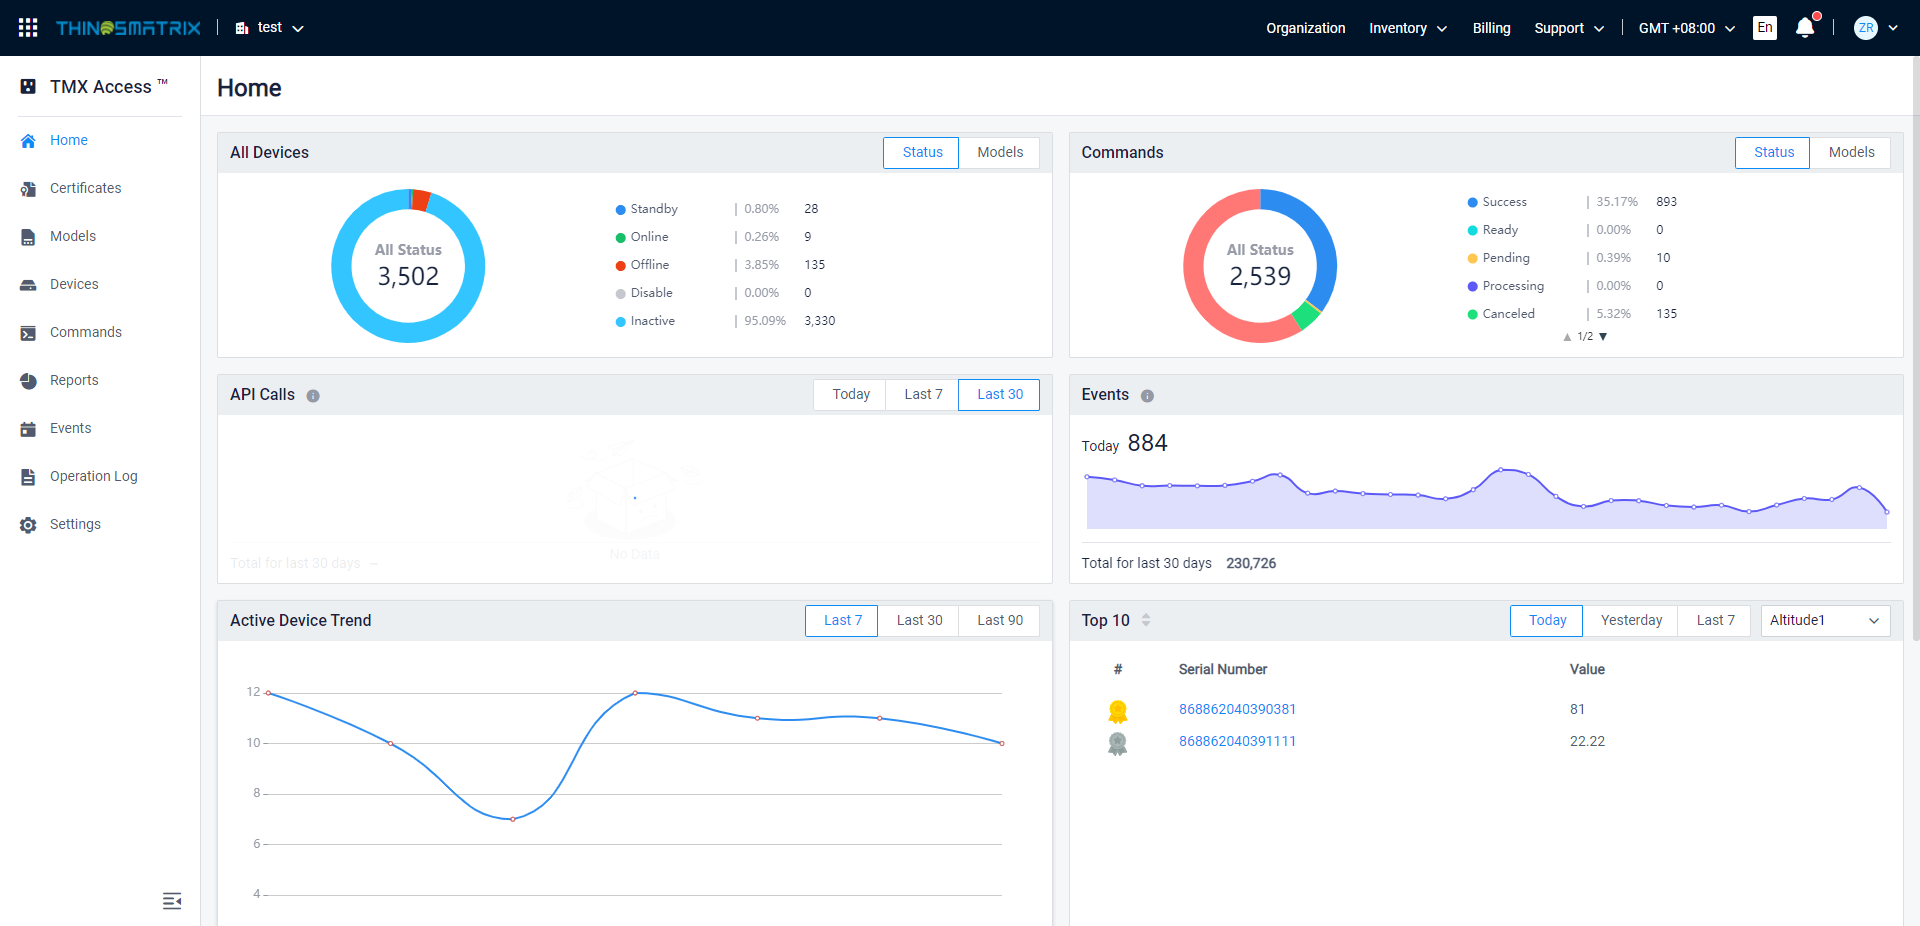 THINGSMATRIX
test
Organization
Inventory
Billing
Support
GMT +08:00
En
ZR
TMX Access ™
Home
Certificates
Models
Devices
Commands
Reports
Events
Operation Log
Settings
Home
All Devices
Status
Models
All Status
3,502
Standby | 0.80% 28
Online | 0.26% 9
Offline | 3.85% 135
Disable | 0.00% 0
Inactive | 95.09% 3,330
Commands
Status
Models
All Status
2,539
Success | 35.17% 893
Ready | 0.00% 0
Pending | 0.39% 10
Processing | 0.00% 0
Canceled | 5.32% 135
▲ 1/2 ▼
API Calls
Today
Last 7
Last 30
No Data
Total for last 30 days –
Events
Today 884
Total for last 30 days 230,726
Active Device Trend
Last 7
Last 30
Last 90
12
10
8
6
4
Top 10
Today
Yesterday
Last 7
Altitude1
# Serial Number Value
868862040390381 81
868862040391111 22.22